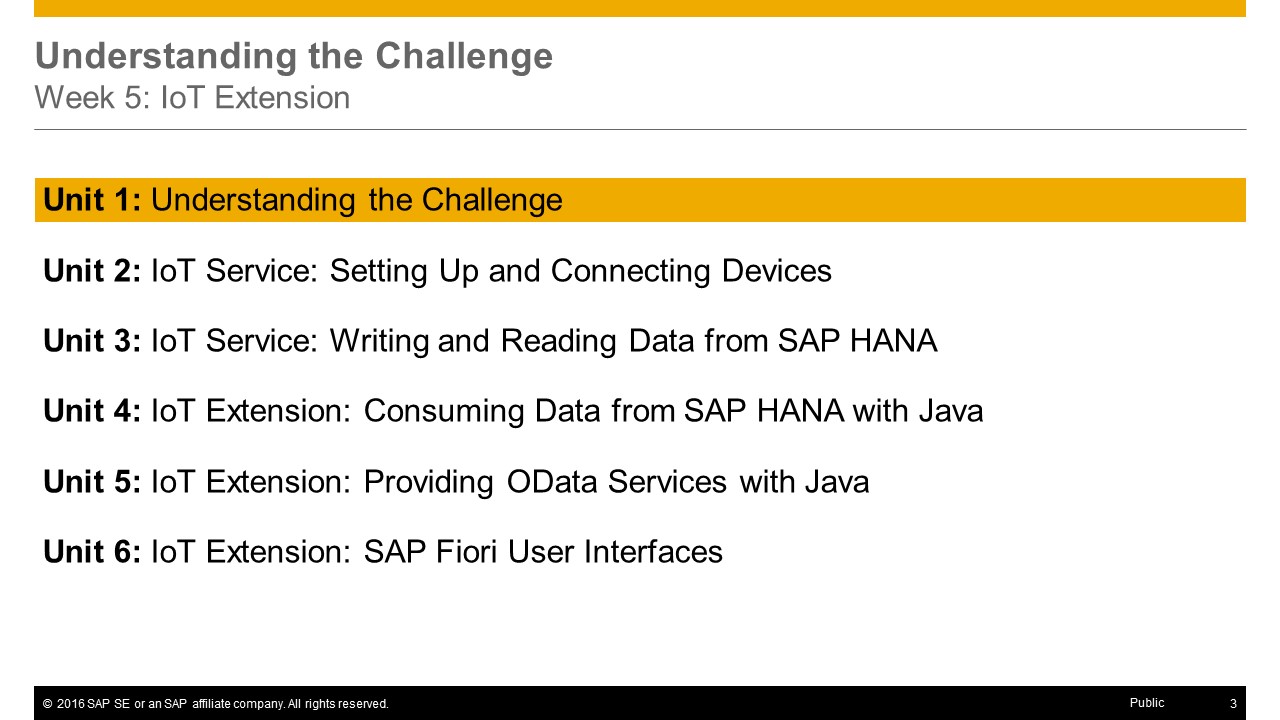 Understanding the Challenge
Week 5: IoT Extension
Unit 1: Understanding the Challenge
Unit 2: IoT Service: Setting Up and Connecting Devices
Unit 3: IoT Service: Writing and Reading Data from SAP HANA
Unit 4: IoT Extension: Consuming Data from SAP HANA with Java
Unit 5: IoT Extension: Providing OData Services with Java
Unit 6: IoT Extension: SAP Fiori User Interfaces
© 2016 SAP SE or an SAP affiliate company. All rights reserved. Public 3